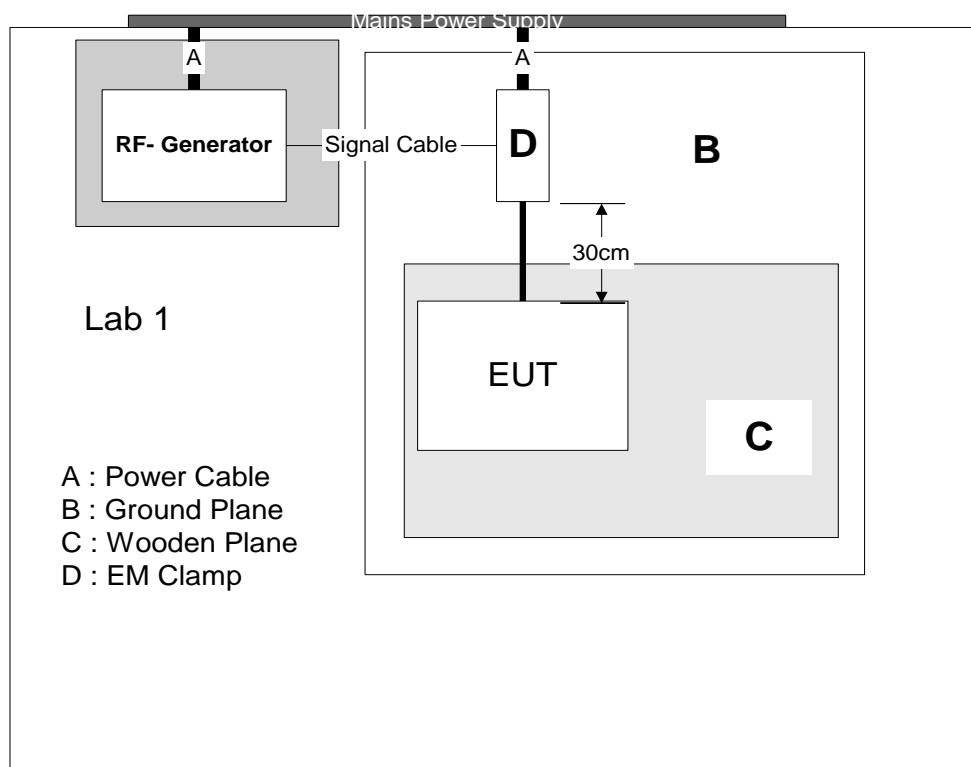 Mains Power Supply
A
A
RF- Generator
Signal Cable
D
B
30cm
Lab 1
EUT
C
A : Power Cable
B : Ground Plane
C : Wooden Plane
D : EM Clamp